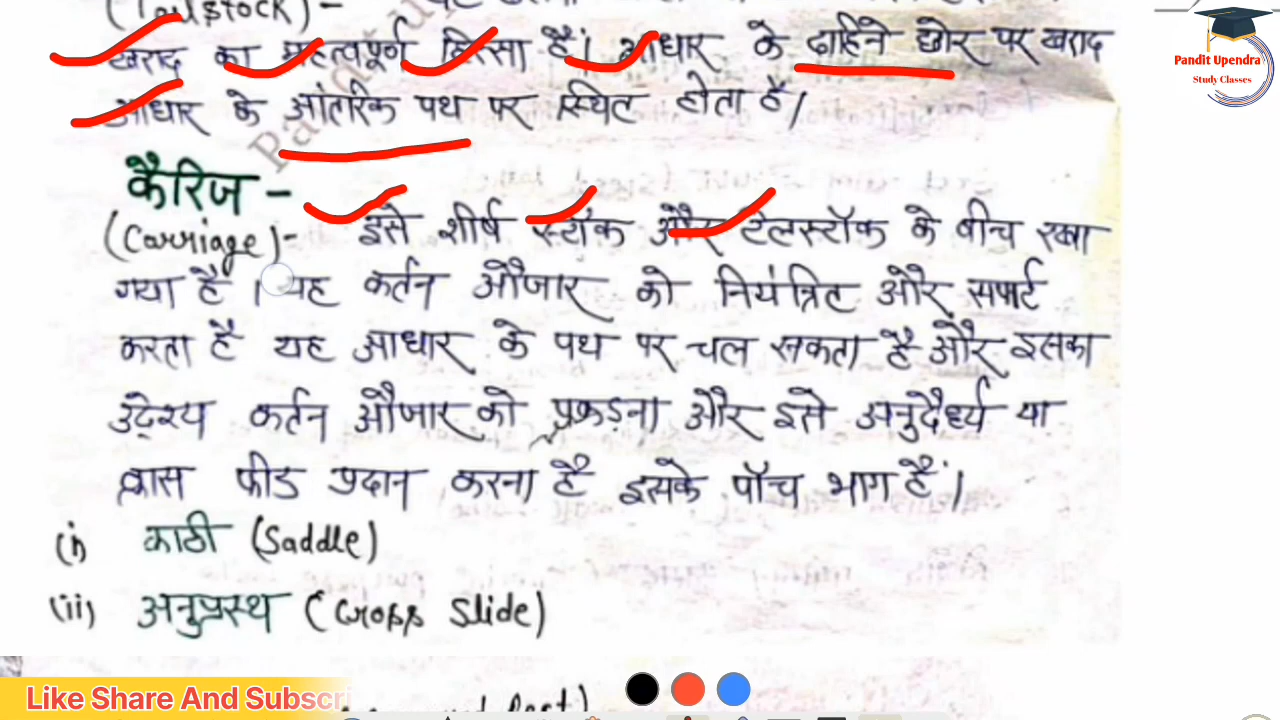 (Tailstock) -
खराद का महत्वपूर्ण हिस्सा है। आधार के दाहिने छोर पर खराद
आधार के आंतरिक पथ पर स्थित होता है।
कैरिज -
(Carriage)- इसे शीर्ष स्टॉक और टेलस्टॉक के बीच रखा
गया है। यह कर्तन औजार को नियंत्रित और सपार्ट
करता है यह आधार के पथ पर चल सकता है और इसका
उद्देश्य कर्तन औजार को प्रकड़ना और इसे अनुदैर्ध्य या
क्रास फीड प्रदान करना है इसके पाँच भाग हैं।
(i) काठी (Saddle)
(ii) अनुप्रस्थ (Cross Slide)
Pandit Upendra
Study Classes
Like Share And Subscri